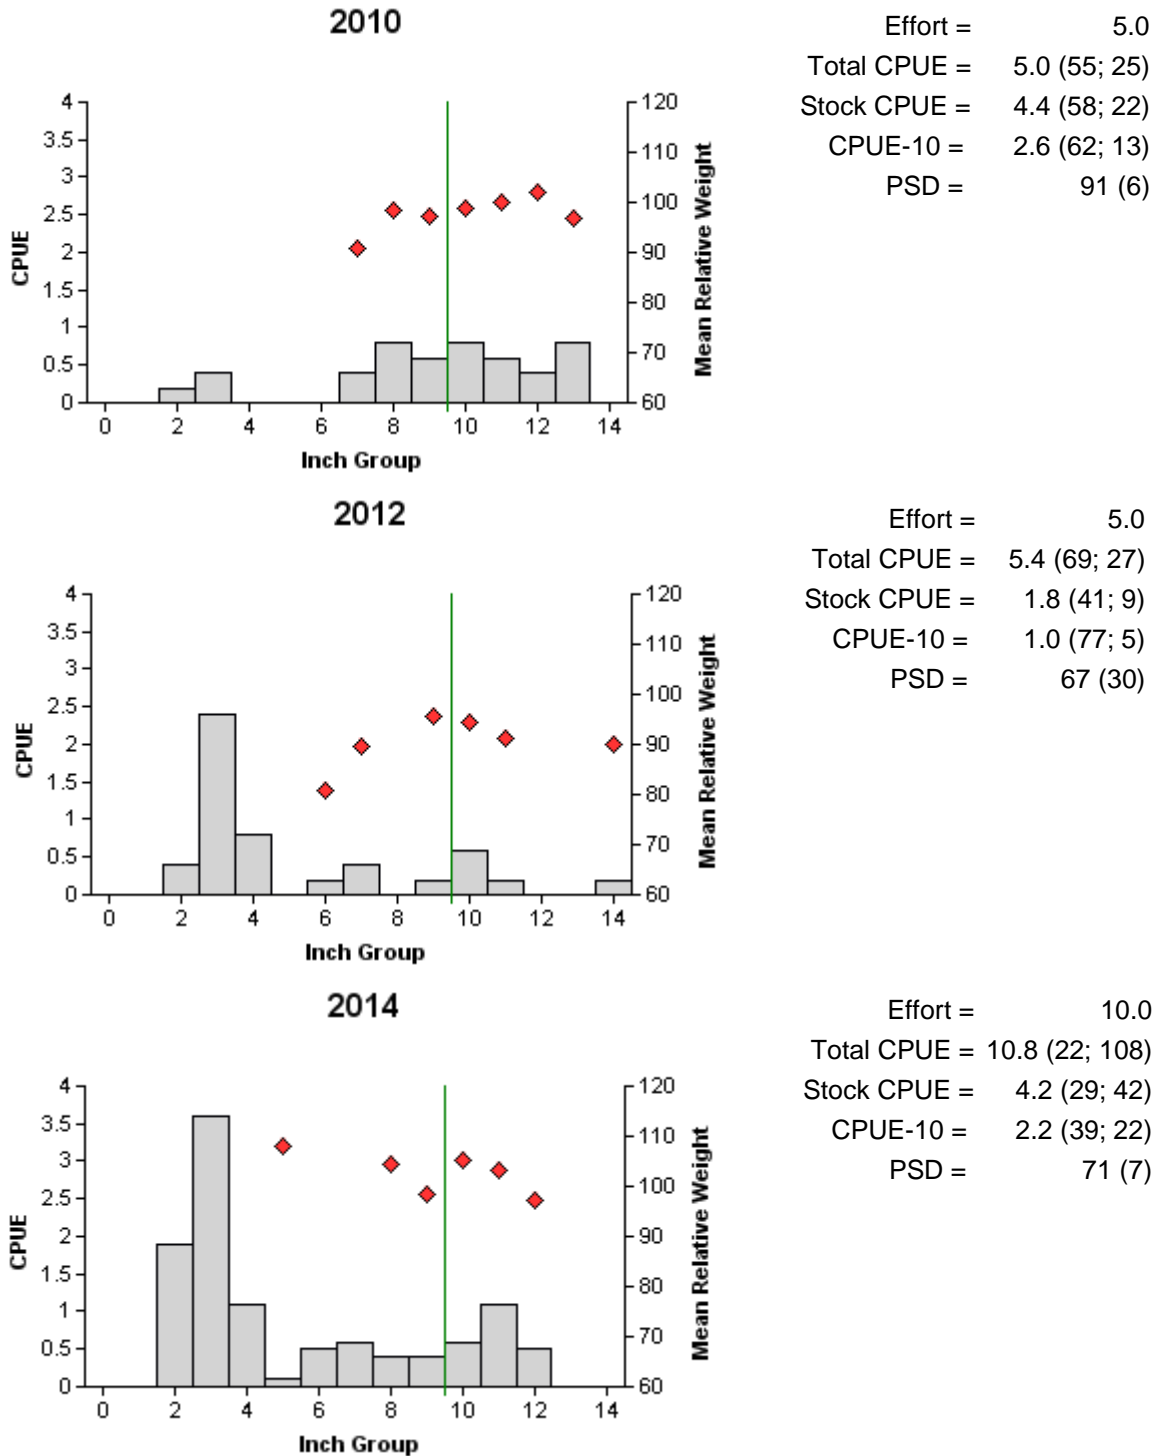 2010
Effort = 5.0
Total CPUE = 5.0 (55; 25)
Stock CPUE = 4.4 (58; 22)
CPUE-10 = 2.6 (62; 13)
PSD = 91 (6)
4 120
3.5 110
3 100
2.5
2 90
1.5 80
1
0.5 70
0 60
CPUE
Mean Relative Weight
0 2 4 6 8 10 12 14
Inch Group
2012
Effort = 5.0
Total CPUE = 5.4 (69; 27)
Stock CPUE = 1.8 (41; 9)
CPUE-10 = 1.0 (77; 5)
PSD = 67 (30)
4 120
3.5 110
3 100
2.5
2 90
1.5 80
1
0.5 70
0 60
CPUE
Mean Relative Weight
0 2 4 6 8 10 12 14
Inch Group
2014
Effort = 10.0
Total CPUE = 10.8 (22; 108)
Stock CPUE = 4.2 (29; 42)
CPUE-10 = 2.2 (39; 22)
PSD = 71 (7)
4 120
3.5 110
3 100
2.5
2 90
1.5 80
1
0.5 70
0 60
CPUE
Mean Relative Weight
0 2 4 6 8 10 12 14
Inch Group